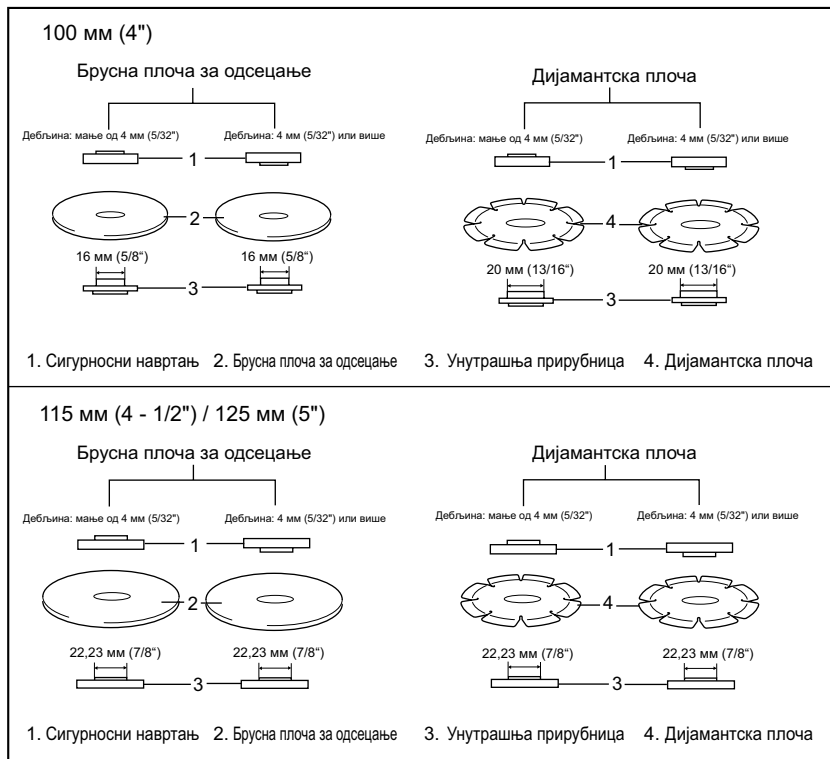 100 мм (4")
Брусна плоча за одсецање
Дијамантска плоча
Дебљина: мање од 4 мм (5/32")
Дебљина: 4 мм (5/32") или више
Дебљина: мање од 4 мм (5/32")
Дебљина: 4 мм (5/32") или више
1
1
2
4
16 мм (5/8“)
16 мм (5/8“)
20 мм (13/16“)
20 мм (13/16“)
3
3
1. Сигурносни навртањ 2. Брусна плоча за одсецање 3. Унутрашња прирубница 4. Дијамантска плоча
115 мм (4 - 1/2") / 125 мм (5")
Брусна плоча за одсецање
Дијамантска плоча
Дебљина: мање од 4 мм (5/32")
Дебљина: 4 мм (5/32") или више
Дебљина: мање од 4 мм (5/32")
Дебљина: 4 мм (5/32") или више
1
1
2
4
22,23 мм (7/8“)
22,23 мм (7/8“)
22,23 мм (7/8“)
22,23 мм (7/8“)
3
3
1. Сигурносни навртањ 2. Брусна плоча за одсецање 3. Унутрашња прирубница 4. Дијамантска плоча